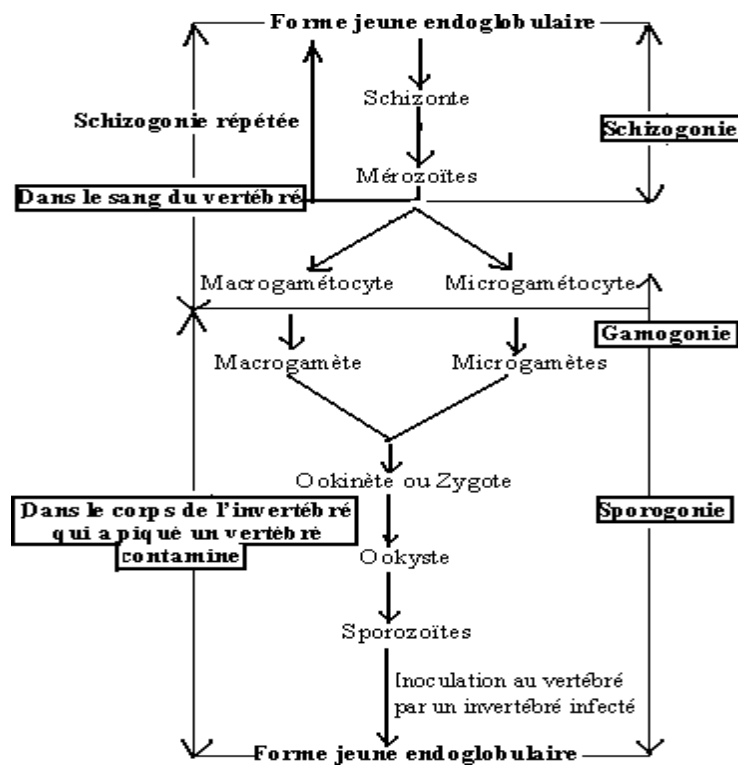 Forme jeune endoglobulaire
Schizonte
Schizogonie répétée
Schizogonie
Mérozoïtes
Dans le sang du vertébré
Macrogamétocyte
Microgamétocyte
Gamogonie
Macrogamète
Microgamètes
Ookinète ou Zygote
Dans le corps de l'invertébré
qui a piqué un vertébré
contamine
Sporogonie
Ookyste
Sporozoïtes
Inoculation au vertébré
par un invertébré infecté
Forme jeune endoglobulaire